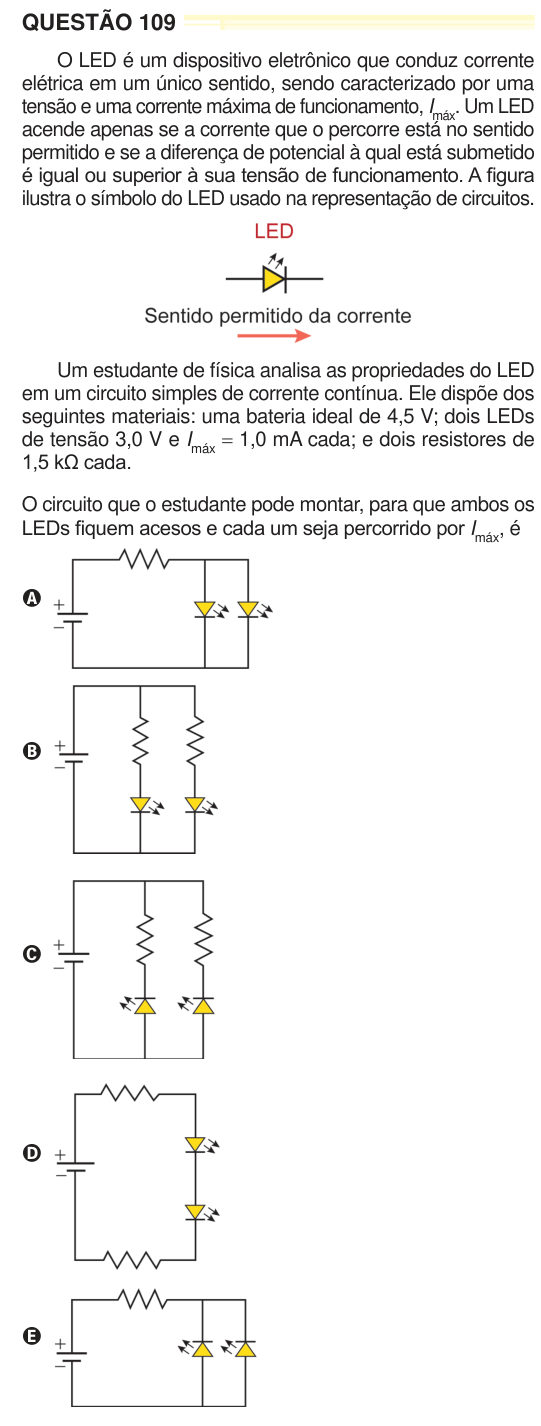 QUESTÃO 109
O LED é um dispositivo eletrônico que conduz corrente
elétrica em um único sentido, sendo caracterizado por uma
tensão e uma corrente máxima de funcionamento, Imáx. Um LED
acende apenas se a corrente que o percorre está no sentido
permitido e se a diferença de potencial à qual está submetido
é igual ou superior à sua tensão de funcionamento. A figura
ilustra o símbolo do LED usado na representação de circuitos.
LED
Sentido permitido da corrente
Um estudante de física analisa as propriedades do LED
em um circuito simples de corrente contínua. Ele dispõe dos
seguintes materiais: uma bateria ideal de 4,5 V; dois LEDs
de tensão 3,0 V e Imáx = 1,0 mA cada; e dois resistores de
1,5 kΩ cada.
O circuito que o estudante pode montar, para que ambos os
LEDs fiquem acesos e cada um seja percorrido por Imáx, é
A + −
B + −
C + −
D + −
E + −